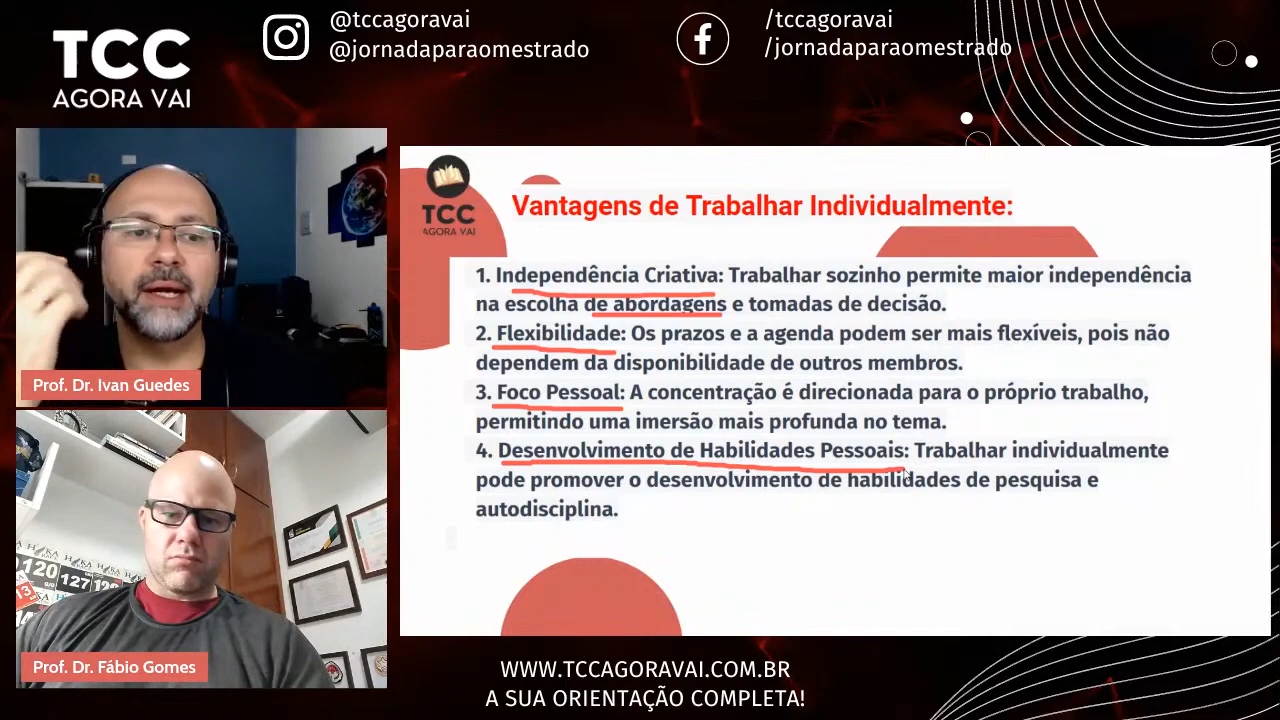 TCC
AGORA VAI
@tccagoravai
@jornadaparaomestrado
/tccagoravai
/jornadaparaomestrado
Prof. Dr. Ivan Guedes
TCC
AGORA VAI
Vantagens de Trabalhar Individualmente:
1. Independência Criativa: Trabalhar sozinho permite maior independência
na escolha de abordagens e tomadas de decisão.
2. Flexibilidade: Os prazos e a agenda podem ser mais flexíveis, pois não
dependem da disponibilidade de outros membros.
3. Foco Pessoal: A concentração é direcionada para o próprio trabalho,
permitindo uma imersão mais profunda no tema.
4. Desenvolvimento de Habilidades Pessoais: Trabalhar individualmente
pode promover o desenvolvimento de habilidades de pesquisa e
autodisciplina.
120
127
Prof. Dr. Fábio Gomes
WWW.TCCAGORAVAI.COM.BR
A SUA ORIENTAÇÃO COMPLETA!